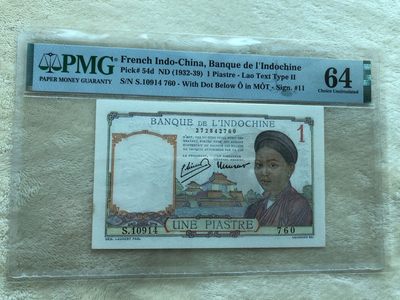 PMG
PAPER MONEY GUARANTY
French Indo-China, Banque de l'Indochine
Pick# 54d ND (1932-39) 1 Piastre - Lao Text Type II
S/N S.10914 760 - With Dot Below Ô in MỘT - Sign. #11
64
Choice Uncirculated
BANQUE DE L'INDOCHINE
272842760
1
S.10914
760
UNE PIASTRE